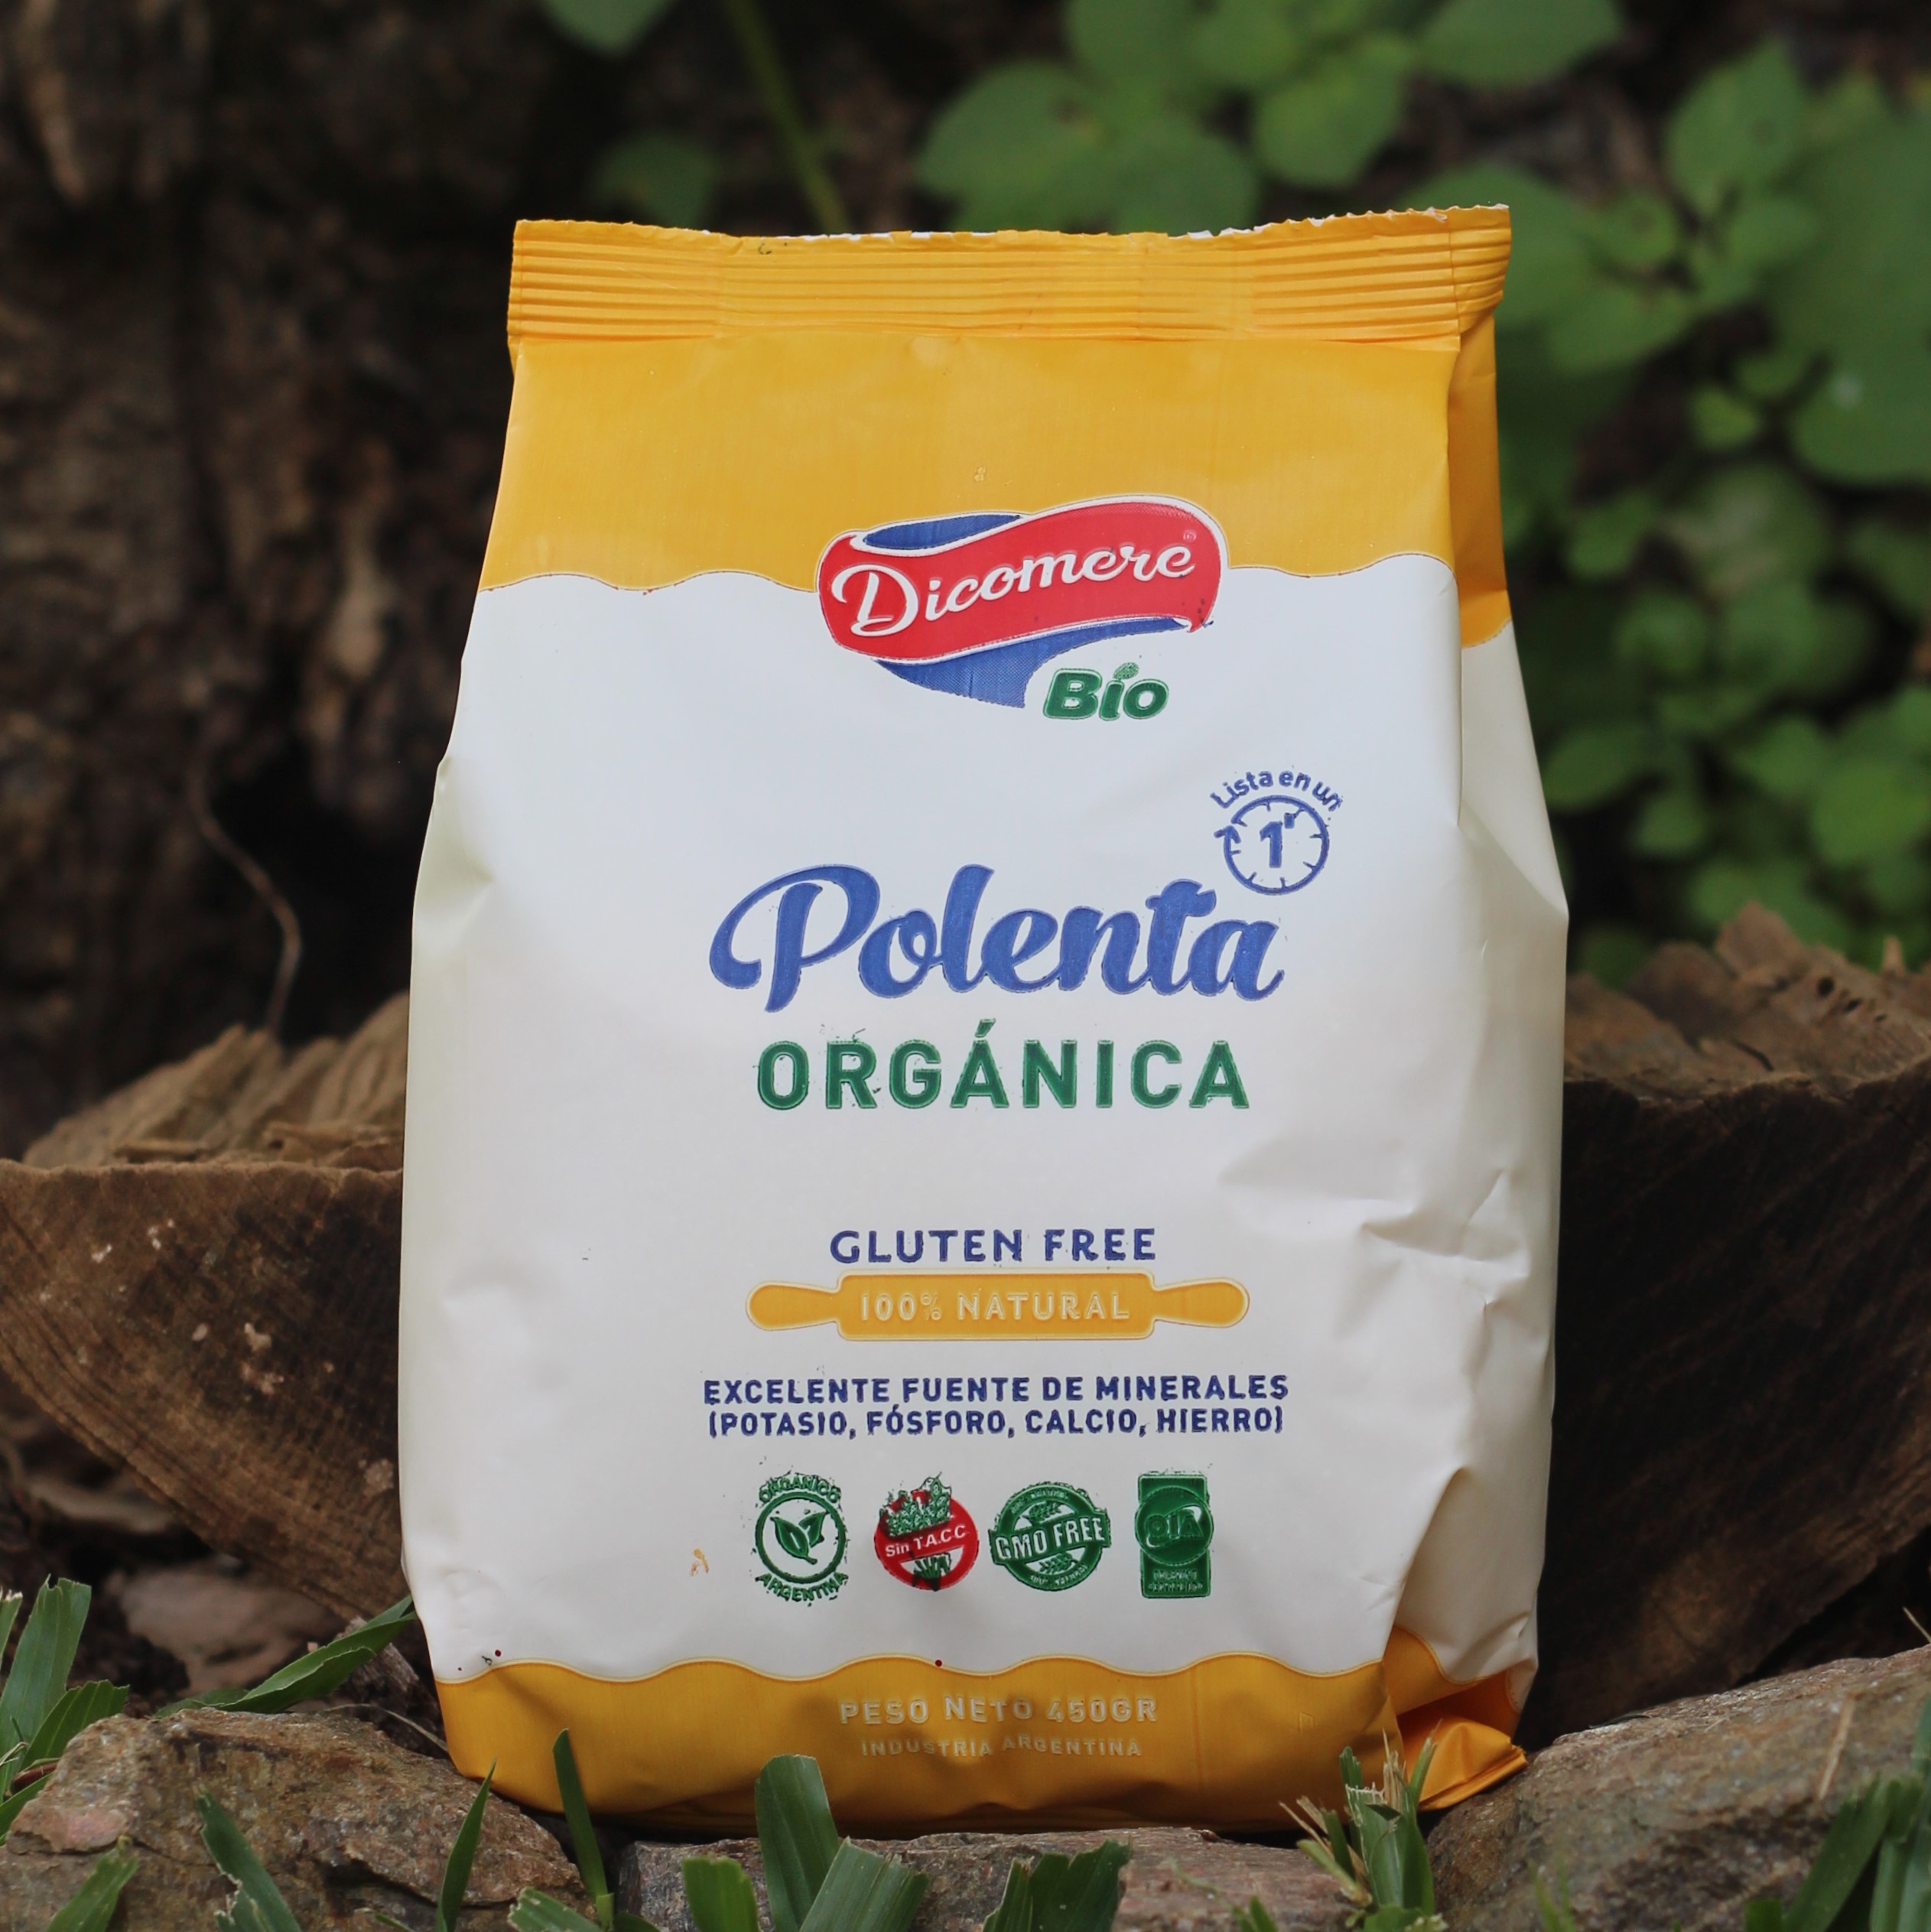 Dicomere
Bio
Lista en un
1'
Polenta
ORGÁNICA
GLUTEN FREE
100% NATURAL
EXCELENTE FUENTE DE MINERALES
(POTASIO, FÓSFORO, CALCIO, HIERRO)
ORGÁNICO
ARGENTINA
Sin T.A.C.C
GMO FREE
OIA
PESO NETO 450GR
INDUSTRIA ARGENTINA